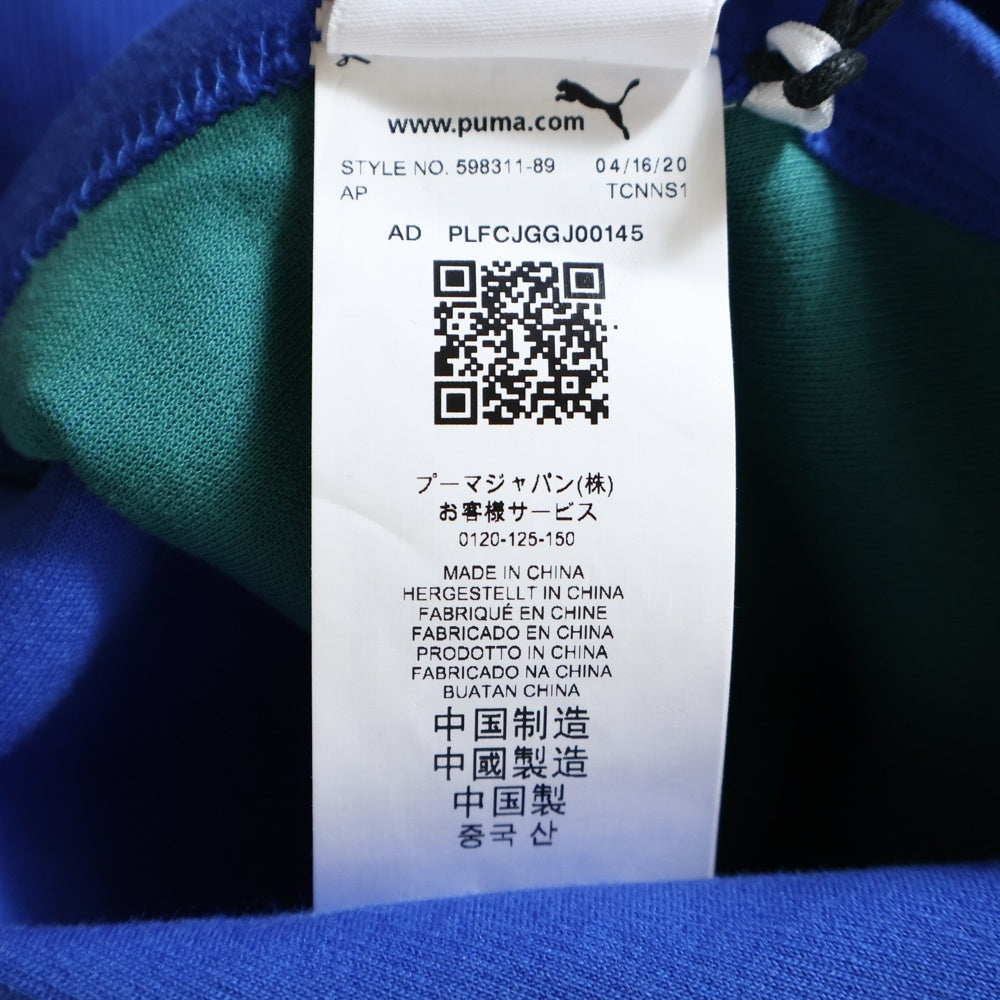 www.puma.com
STYLE NO. 598311-89 04/16/20
AP TCNNS1
AD PLFCJGGJ00145
プーマジャパン(株)
お客様サービス
0120-125-150
MADE IN CHINA
HERGESTELLT IN CHINA
FABRIQUÉ EN CHINE
FABRICADO EN CHINA
PRODOTTO IN CHINA
FABRICADO NA CHINA
BUATAN CHINA
中国制造
中國製造
中国製
중국 산